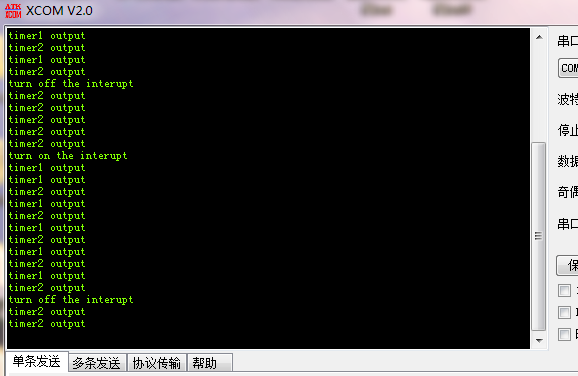 ATK XCOM XCOM V2.0
timer1 output
timer2 output
timer1 output
timer2 output
turn off the interupt
timer2 output
timer2 output
timer2 output
timer2 output
timer2 output
turn on the interupt
timer1 output
timer1 output
timer2 output
timer1 output
timer2 output
timer1 output
timer2 output
timer1 output
timer2 output
timer1 output
timer2 output
turn off the interupt
timer2 output
timer2 output
串口
COM
波特
停止
数据
奇偶
串口
保
单条发送 多条发送 协议传输 帮助